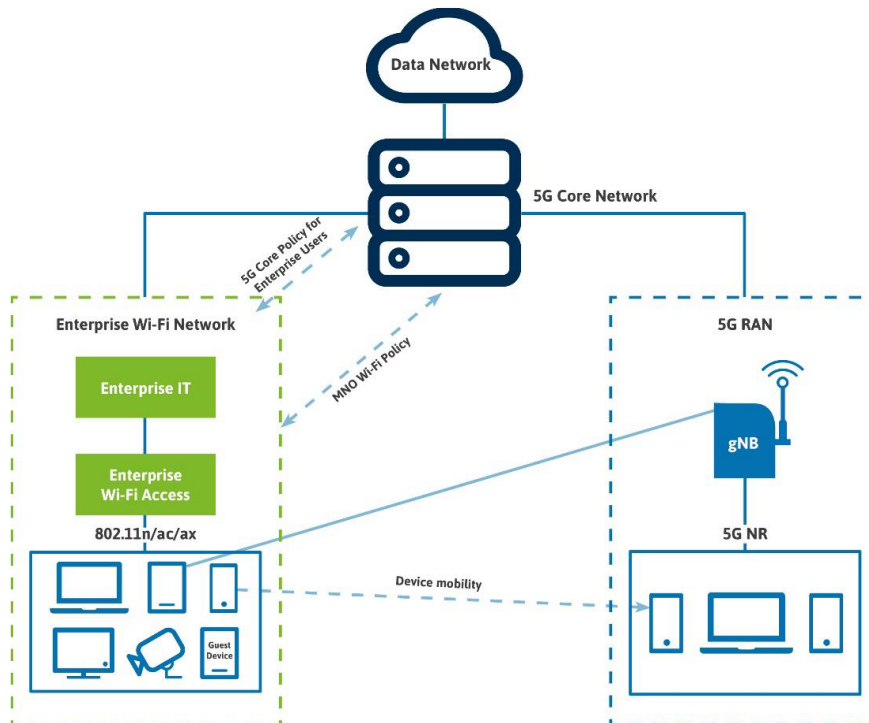 Data Network
5G Core Network
5G Core Policy for
Enterprise Users
MNO Wi-Fi Policy
Enterprise Wi-Fi Network
Enterprise IT
Enterprise
Wi-Fi Access
802.11n/ac/ax
Guest
Device
Device mobility
5G RAN
gNB
5G NR